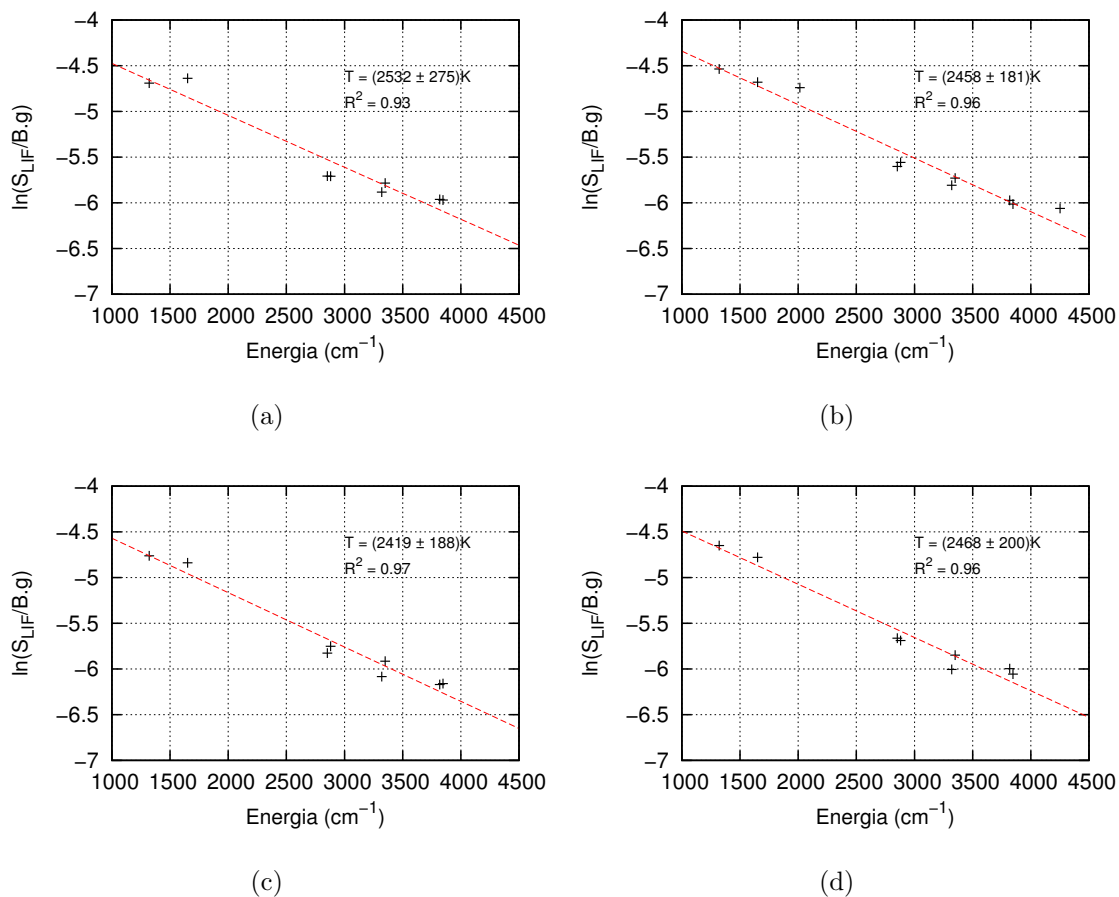 −4
−4.5
−5
−5.5
−6
−6.5
−7
ln(S_LIF/B.g)
T = (2532 ± 275)K
R² = 0.93
1000 1500 2000 2500 3000 3500 4000 4500
Energia (cm⁻¹)
(a)
−4
−4.5
−5
−5.5
−6
−6.5
−7
ln(S_LIF/B.g)
T = (2458 ± 181)K
R² = 0.96
1000 1500 2000 2500 3000 3500 4000 4500
Energia (cm⁻¹)
(b)
−4
−4.5
−5
−5.5
−6
−6.5
−7
ln(S_LIF/B.g)
T = (2419 ± 188)K
R² = 0.97
1000 1500 2000 2500 3000 3500 4000 4500
Energia (cm⁻¹)
(c)
−4
−4.5
−5
−5.5
−6
−6.5
−7
ln(S_LIF/B.g)
T = (2468 ± 200)K
R² = 0.96
1000 1500 2000 2500 3000 3500 4000 4500
Energia (cm⁻¹)
(d)